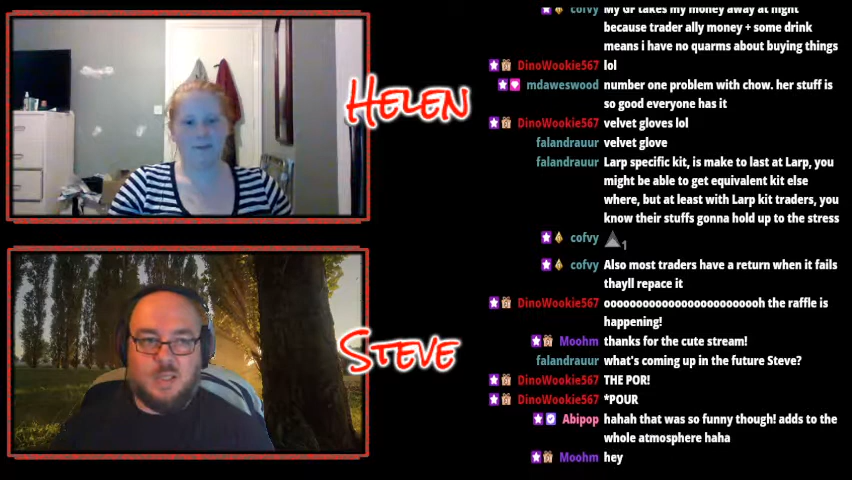 HELEN
STEVE
cofvy My GP takes my money away at night
because trader ally money + some drink
means i have no quarms about buying things
DinoWookie567 lol
mdaweswood number one problem with chow. her stuff is
so good everyone has it
DinoWookie567 velvet gloves lol
falandrauur velvet glove
falandrauur Larp specific kit, is make to last at Larp, you
might be able to get equivalent kit else
where, but at least with Larp kit traders, you
know their stuffs gonna hold up to the stress
cofvy 1
cofvy Also most traders have a return when it fails
thayll repace it
DinoWookie567 oooooooooooooooooooooooh the raffle is
happening!
Moohm thanks for the cute stream!
falandrauur what's coming up in the future Steve?
DinoWookie567 THE POR!
DinoWookie567 *POUR
Abipop hahah that was so funny though! adds to the
whole atmosphere haha
Moohm hey